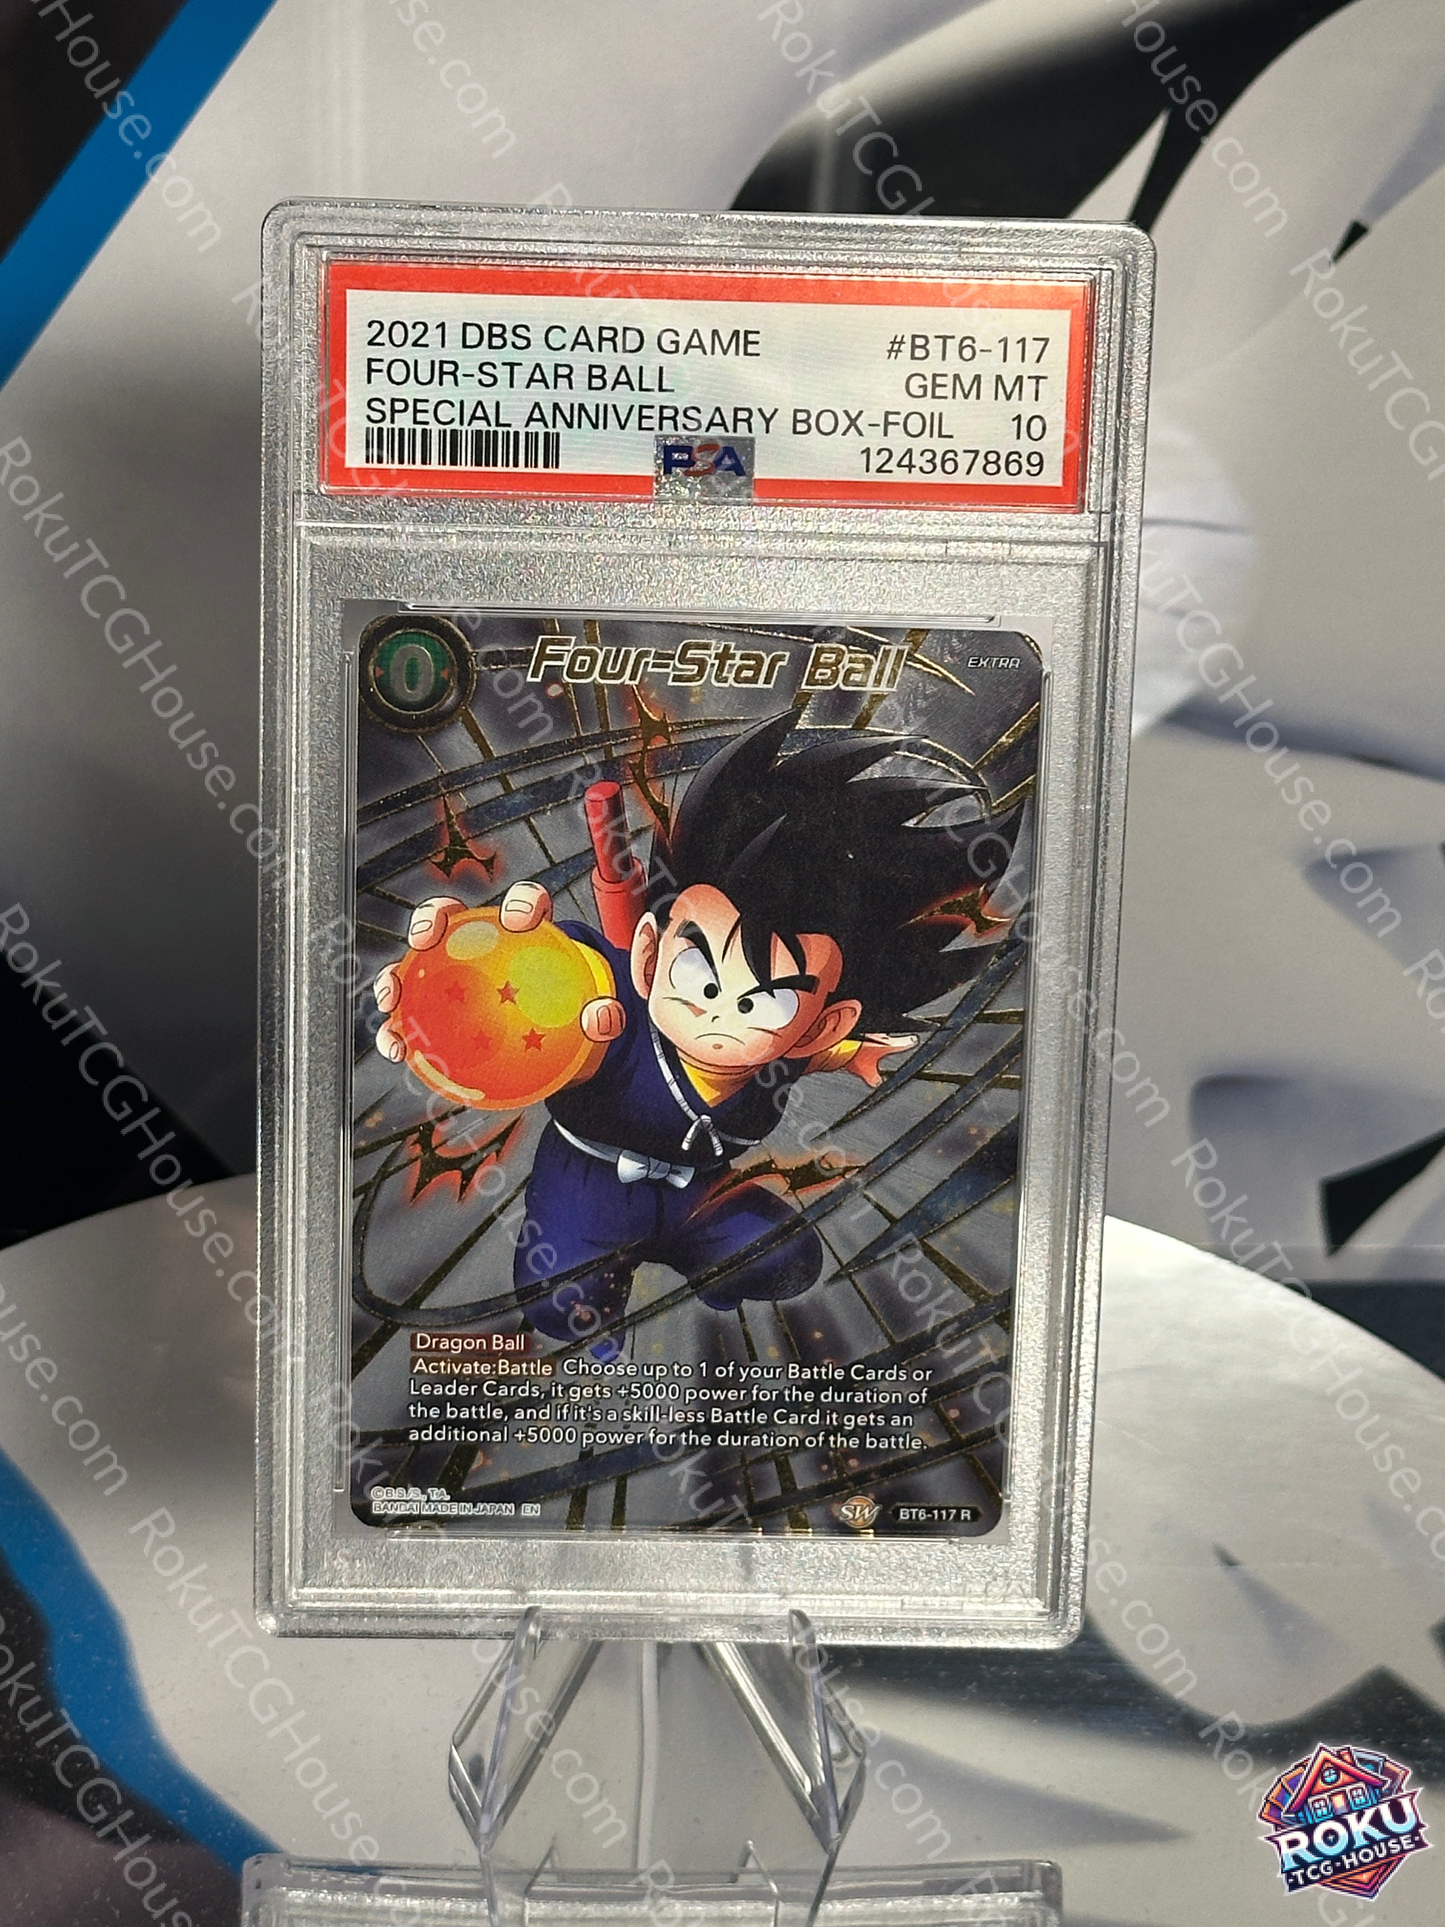 2021 DBS CARD GAME #BT6-117
FOUR-STAR BALL GEM MT
SPECIAL ANNIVERSARY BOX-FOIL 10
PSA 124367869
0 Four-Star Ball EXTRA
Dragon Ball
Activate:Battle Choose up to 1 of your Battle Cards or
Leader Cards, it gets +5000 power for the duration of
the battle, and if it's a skill-less Battle Card it gets an
additional +5000 power for the duration of the battle.
©B.S./S., T.A.
BANDAI MADE IN JAPAN EN
SW BT6-117 R
ROKU
-TCG-HOUSE-
RokuTCGHouse.com